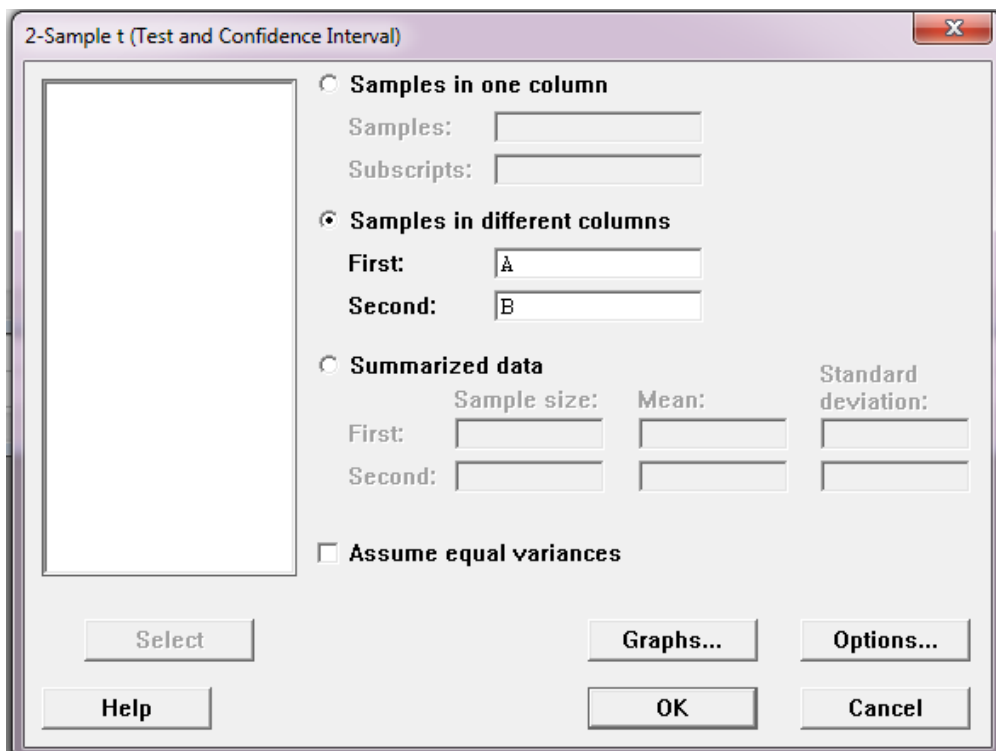 2-Sample t (Test and Confidence Interval)
X
Samples in one column
Samples:
Subscripts:
Samples in different columns
First: A
Second: B
Summarized data
Sample size: Mean: Standard deviation:
First:
Second:
Assume equal variances
Select Graphs... Options...
Help OK Cancel